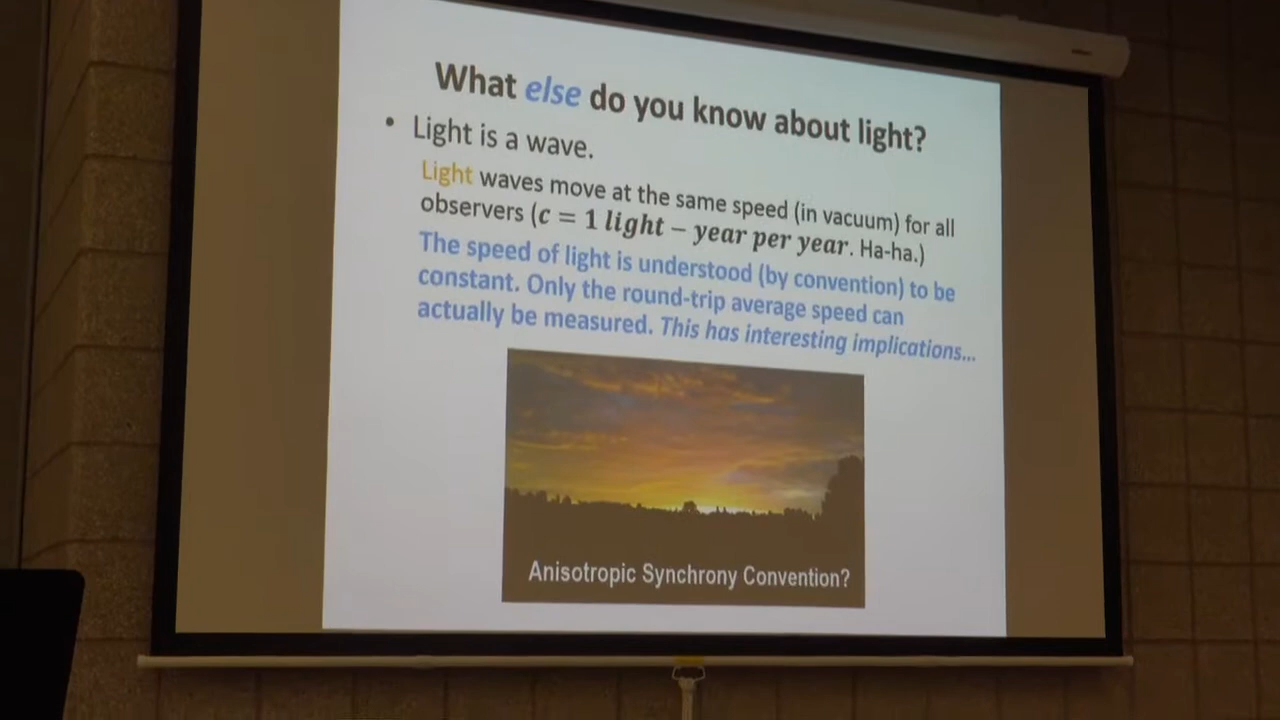 What else do you know about light?
• Light is a wave.
Light waves move at the same speed (in vacuum) for all
observers (c = 1 light − year per year. Ha-ha.)
The speed of light is understood (by convention) to be
constant. Only the round-trip average speed can
actually be measured. This has interesting implications...
Anisotropic Synchrony Convention?